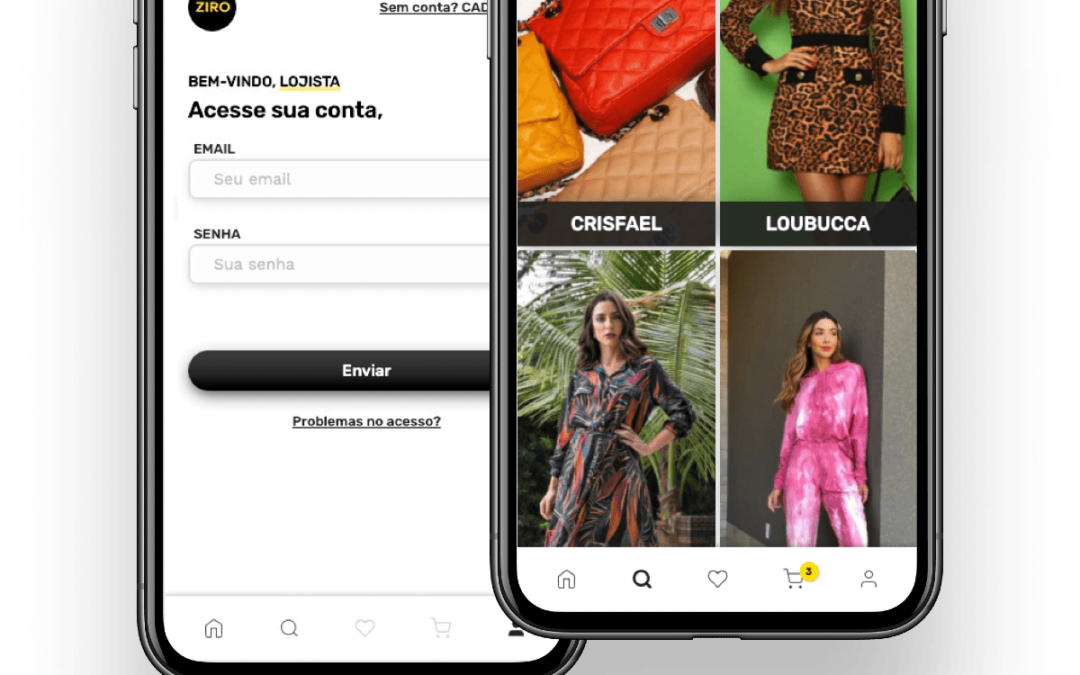 ZIRO
Sem conta? CAD
BEM-VINDO, LOJISTA
Acesse sua conta,
EMAIL
Seu email
SENHA
Sua senha
Enviar
Problemas no acesso?
CRISFAEL
LOUBUCCA
3